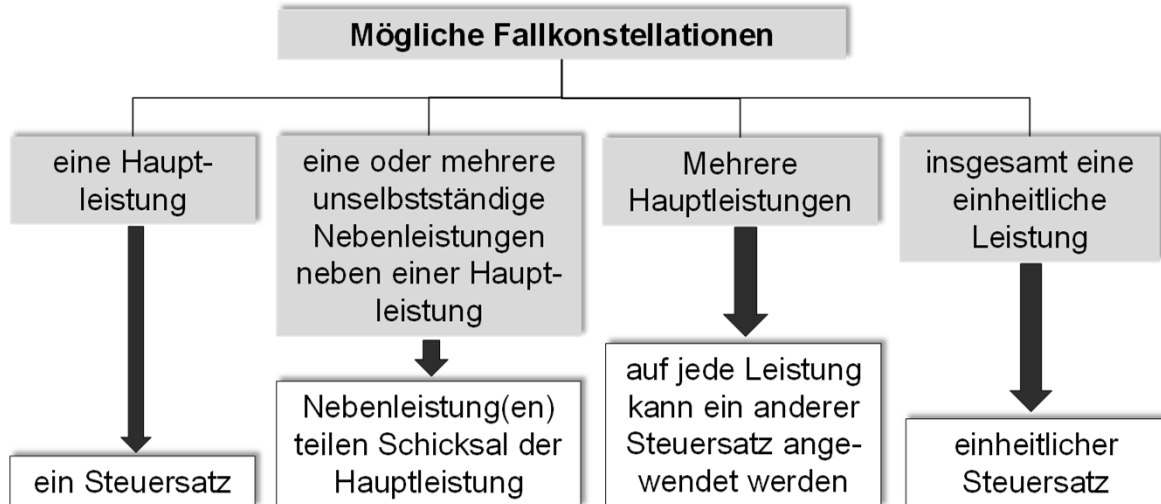 Mögliche Fallkonstellationen
eine Haupt-
leistung
eine oder mehrere
unselbstständige
Nebenleistungen
neben einer Haupt-
leistung
Mehrere
Hauptleistungen
insgesamt eine
einheitliche
Leistung
ein Steuersatz
Nebenleistung(en)
teilen Schicksal der
Hauptleistung
auf jede Leistung
kann ein anderer
Steuersatz ange-
wendet werden
einheitlicher
Steuersatz